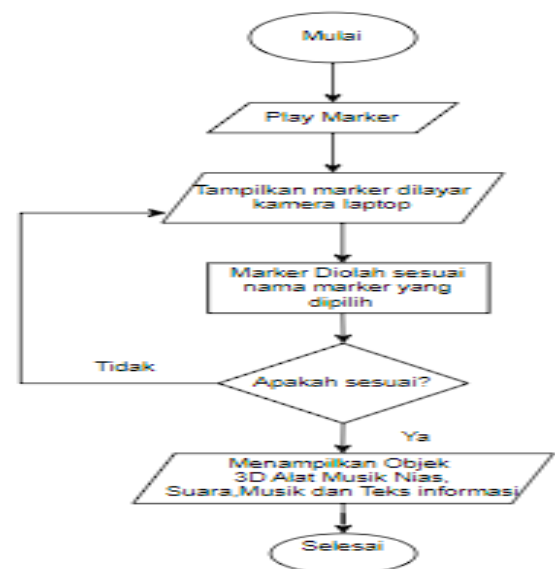 Mulai
Play Marker
Tampilkan marker dilayar
kamera laptop
Marker Diolah sesuai
nama marker yang
dipilih
Tidak
Apakah sesuai?
Ya
Menampilkan Objek
3D Alat Musik Nias,
Suara,Musik dan Teks informasi
Selesai